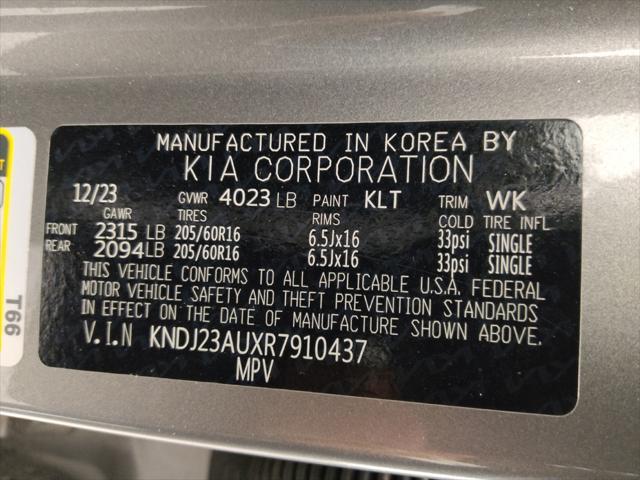 MANUFACTURED IN KOREA BY
KIA CORPORATION
12/23 GVWR 4023 LB PAINT KLT TRIM WK
GAWR TIRES RIMS COLD TIRE INFL
FRONT 2315 LB 205/60R16 6.5Jx16 33psi SINGLE
REAR 2094 LB 205/60R16 6.5Jx16 33psi SINGLE
THIS VEHICLE CONFORMS TO ALL APPLICABLE U.S.A. FEDERAL
MOTOR VEHICLE SAFETY AND THEFT PREVENTION STANDARDS
IN EFFECT ON THE DATE OF MANUFACTURE SHOWN ABOVE.
V.I.N KNDJ23AUXR7910437
MPV
T66